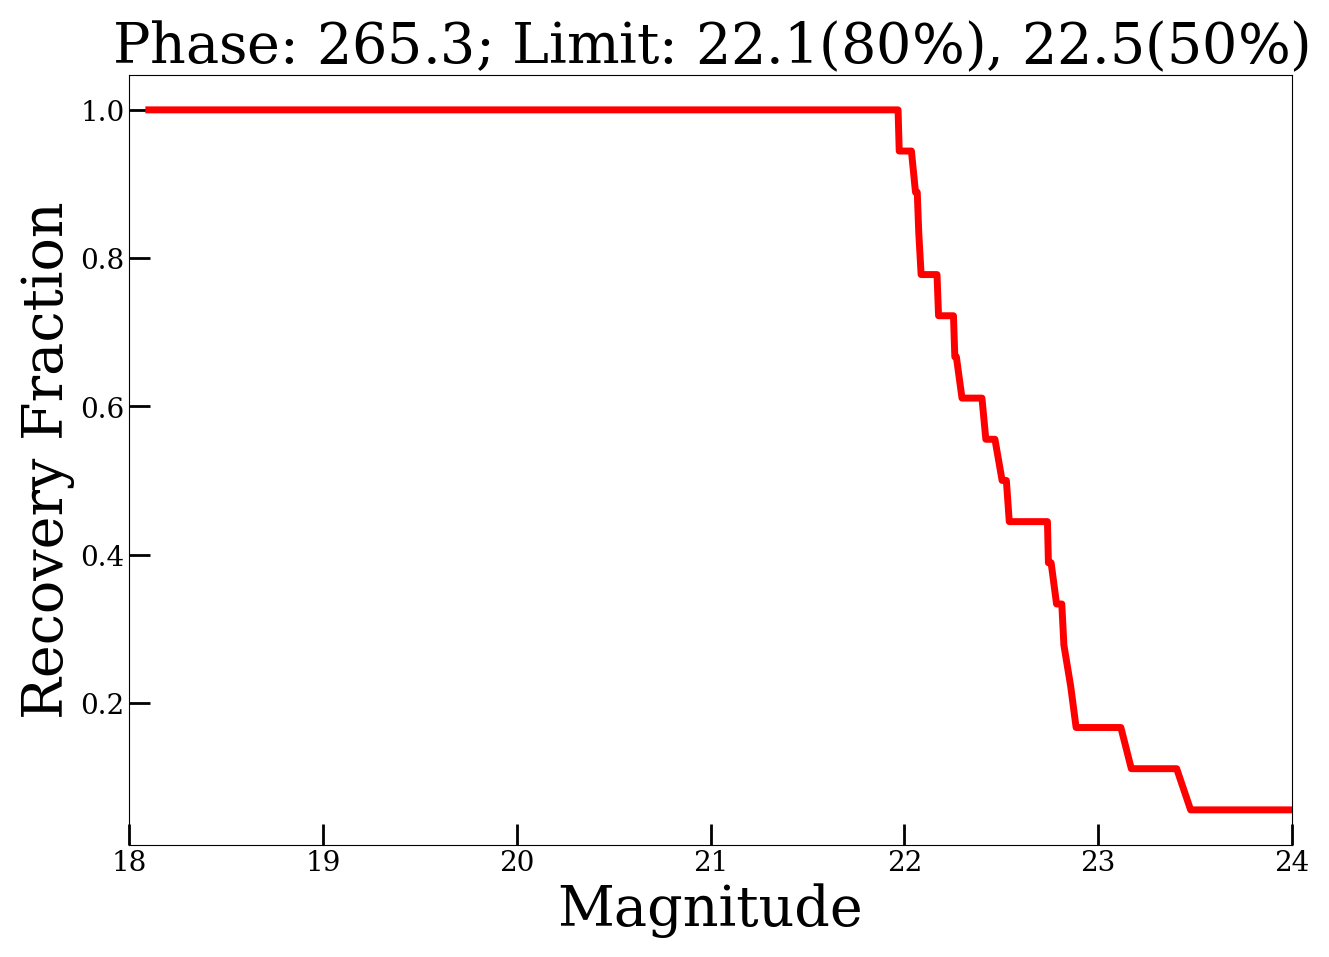 Phase: 265.3; Limit: 22.1(80%), 22.5(50%)
Recovery Fraction
1.0
0.8
0.6
0.4
0.2
18 19 20 21 22 23 24
Magnitude